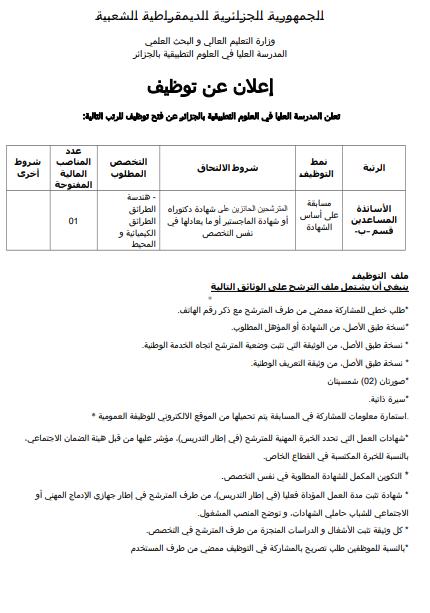 الجمهورية الجزائرية الديمقراطية الشعبية
وزارة التعليم العالي و البحث العلمي
المدرسة العليا في العلوم التطبيقية بالجزائر
إعلان عن توظيف
تعلن المدرسة العليا في العلوم التطبيقية بالجزائر عن فتح توظيف للرتب التالية:
الرتبة
نمط التوظيف
شروط الالتحاق
التخصص المطلوب
عدد المناصب المالية المفتوحة
شروط أخرى
الأساتذة المساعدين قسم –ب-
مسابقة على أساس الشهادة
المترشحين الحائزين على شهادة دكتوراه أو شهادة الماجستير أو ما يعادلها في نفس التخصص
- هندسة الطرائق الطرائق الكيميائية و المحيط
01
ملف التوظيف
ينبغي أن يشتمل ملف الترشح على الوثائق التالية
*طلب خطي للمشاركة ممضي من طرف المترشح مع ذكر رقم الهاتف.
*نسخة طبق الأصل، من الشهادة أو المؤهل المطلوب.
* نسخة طبق الأصل، من الوثيقة التي تثبت وضعية المترشح اتجاه الخدمة الوطنية.
* نسخة طبق الأصل، من وثيقة التعريف الوطنية.
*صورتان (02) شمسيتان
*سيرة ذاتية.
.استمارة معلومات للمشاركة في المسابقة يتم تحميلها من الموقع الالكتروني للوظيفة العمومية *
*شهادات العمل التي تحدد الخبرة المهنية للمترشح (في إطار التدريس)، مؤشر عليها من قبل هيئة الضمان الاجتماعي،
بالنسبة للخبرة المكتسبة في القطاع الخاص.
* التكوين المكمل للشهادة المطلوبة في نفس التخصص.
* شهادة تثبت مدة العمل المؤداة فعليا (في إطار التدريس)، من طرف المترشح في إطار جهازي الإدماج المهني أو
الاجتماعي للشباب حاملي الشهادات، و توضح المنصب المشغول.
* كل وثيقة تثبت الأشغال و الدراسات المنجزة من طرف المترشح في التخصص.
*بالنسبة للموظفين طلب تصريح بالمشاركة في التوظيف ممضي من طرف المستخدم